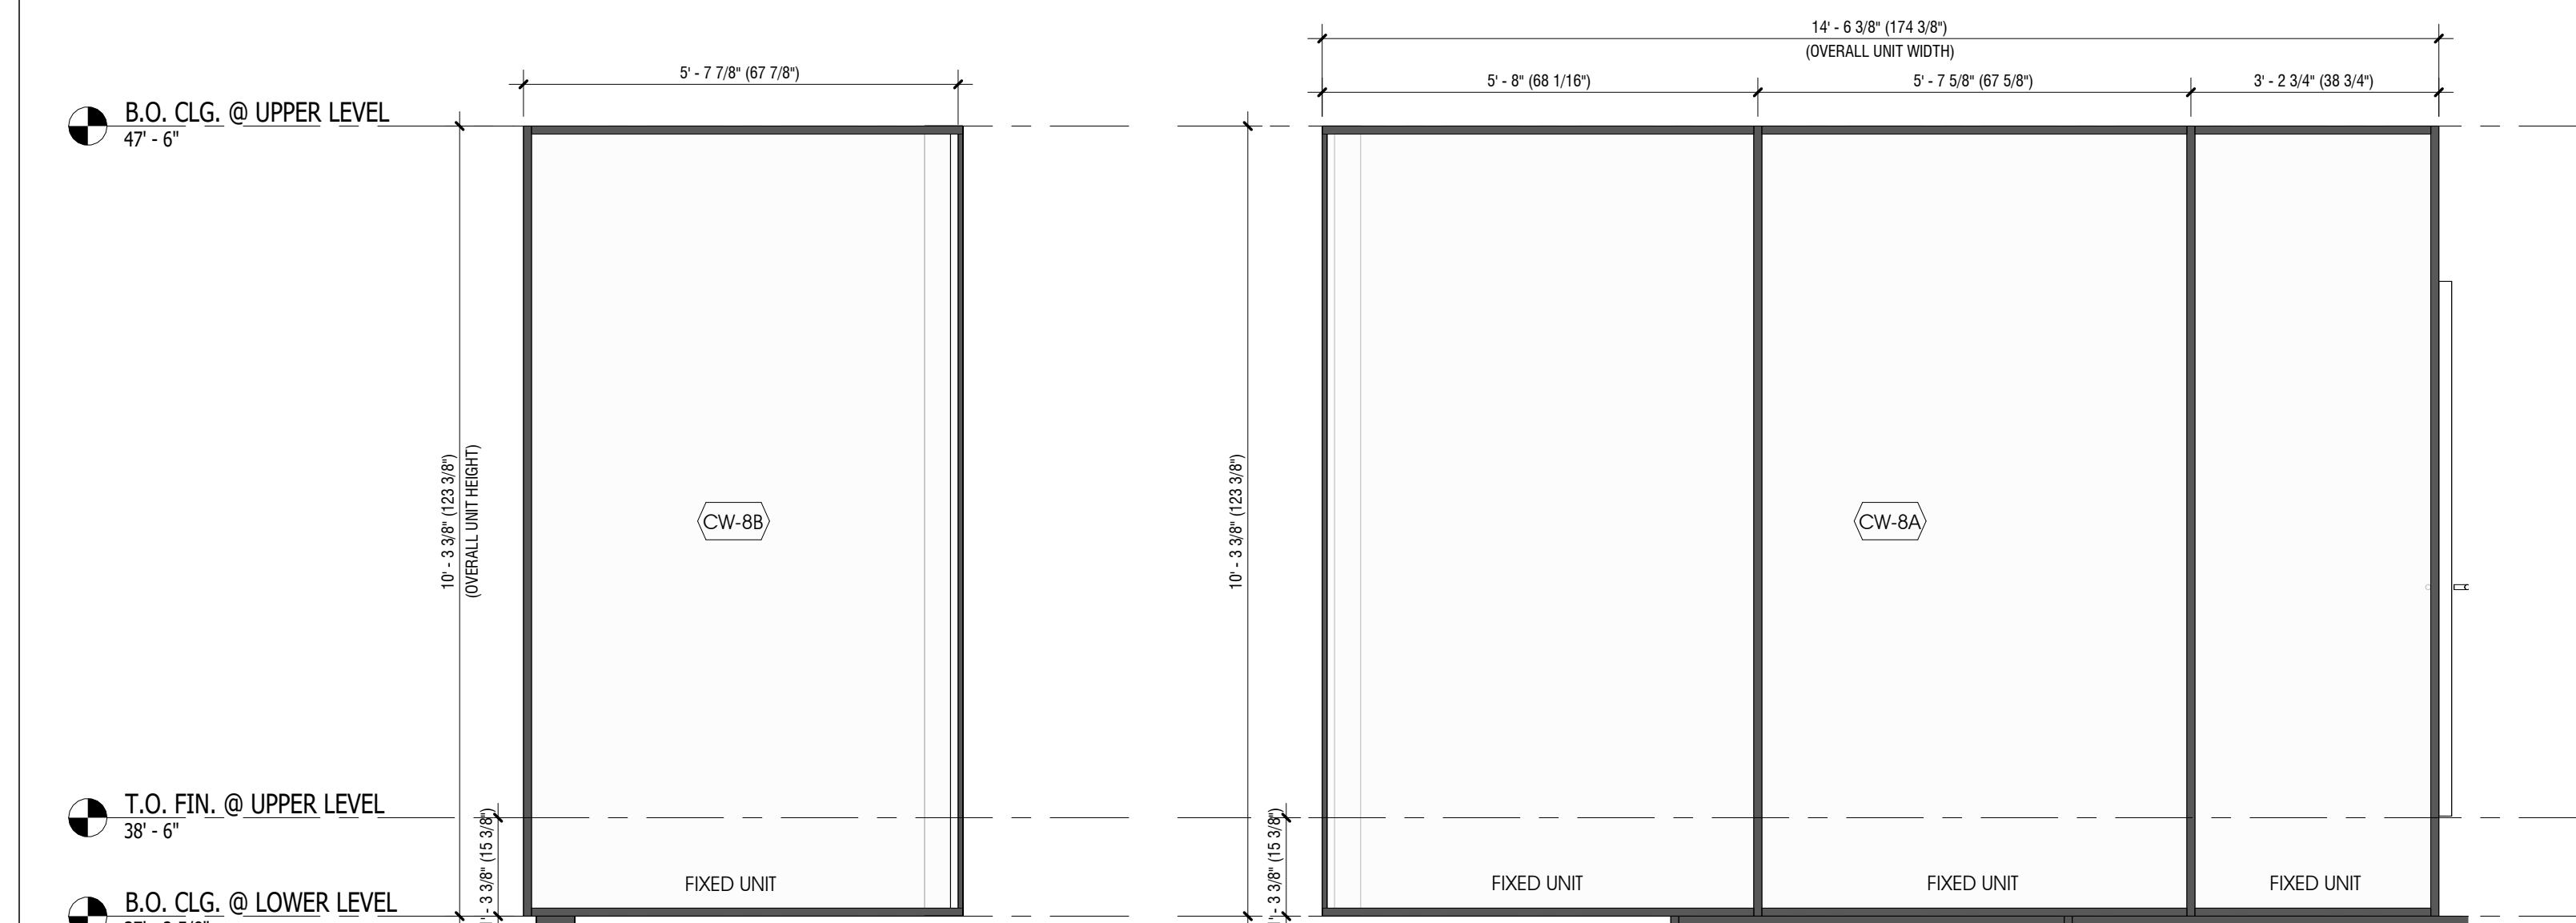 14' - 6 3/8" (174 3/8")
(OVERALL UNIT WIDTH)
5' - 7 7/8" (67 7/8")
5' - 8" (68 1/16")
5' - 7 5/8" (67 5/8")
3' - 2 3/4" (38 3/4")
B.O. CLG. @ UPPER LEVEL
47' - 6"
10' - 3 3/8" (123 3/8")
(OVERALL UNIT HEIGHT)
CW-8B
10' - 3 3/8" (123 3/8")
CW-8A
T.O. FIN. @ UPPER LEVEL
38' - 6"
- 3 3/8" (15 3/8")
- 3 3/8" (15 3/8")
FIXED UNIT
FIXED UNIT
FIXED UNIT
FIXED UNIT
B.O. CLG. @ LOWER LEVEL